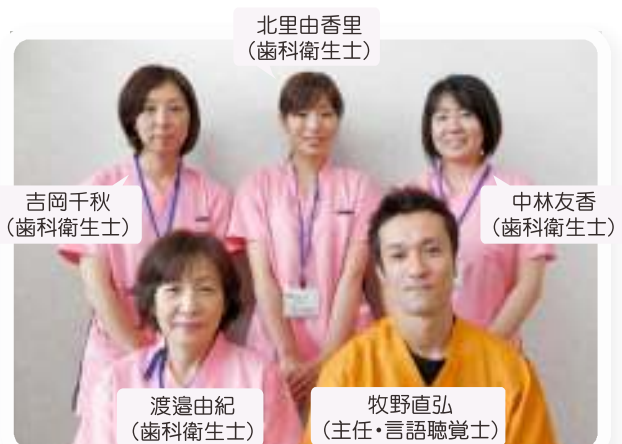 北里由香里
（歯科衛生士）
吉岡千秋
（歯科衛生士）
中林友香
（歯科衛生士）
渡邉由紀
（歯科衛生士）
牧野直弘
（主任・言語聴覚士）